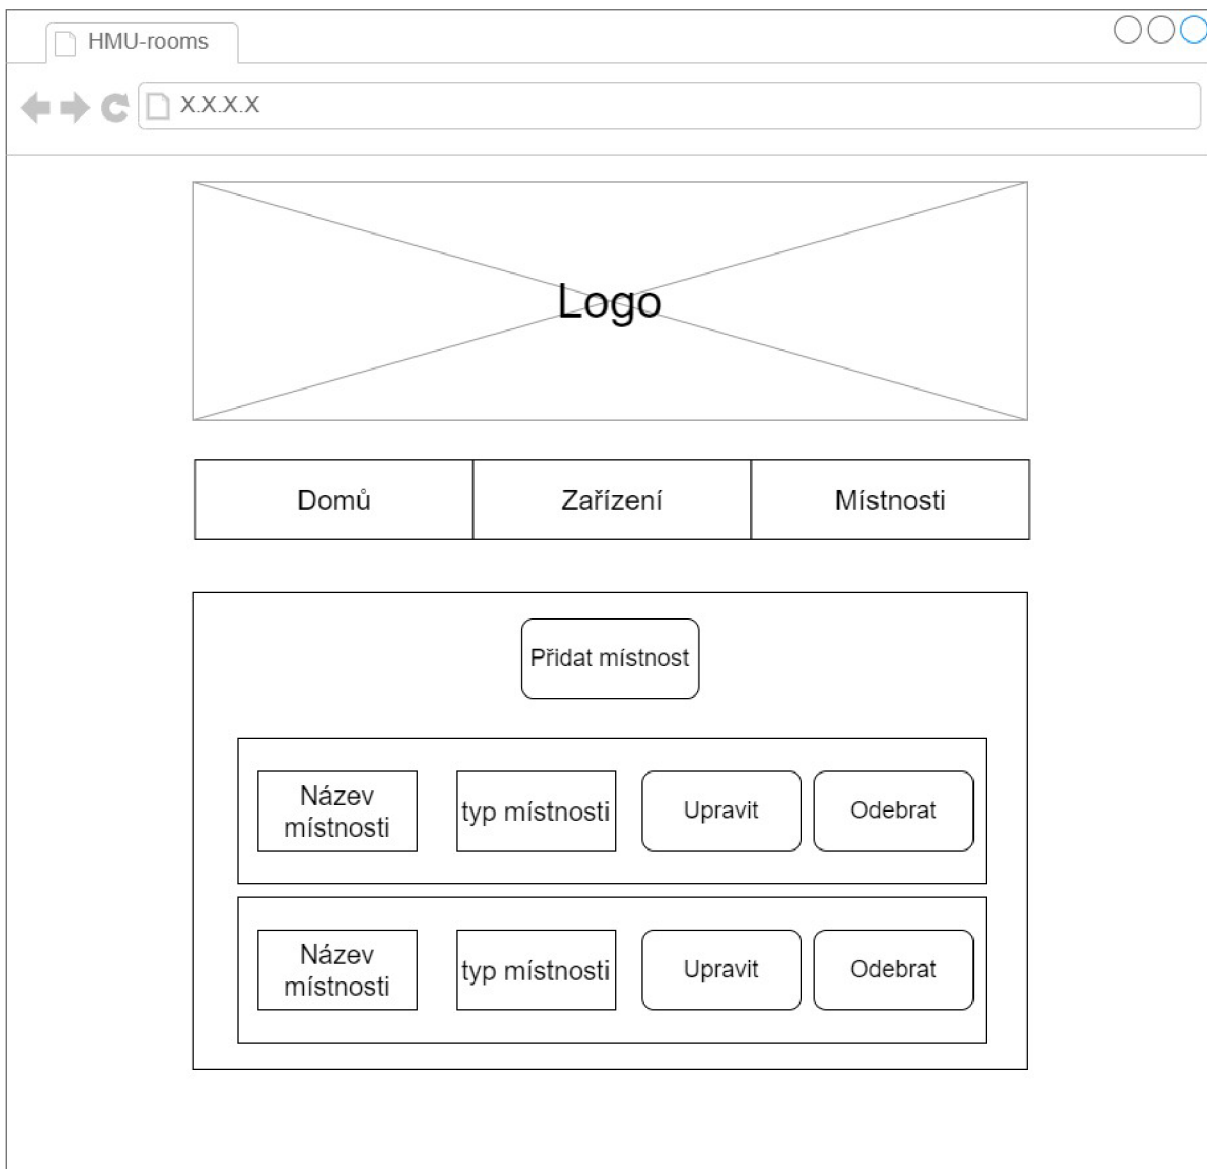 HMU-rooms
X.X.X.X
Logo
Domů
Zařízení
Místnosti
Přidat místnost
Název
místnosti
typ místnosti
Upravit
Odebrat
Název
místnosti
typ místnosti
Upravit
Odebrat